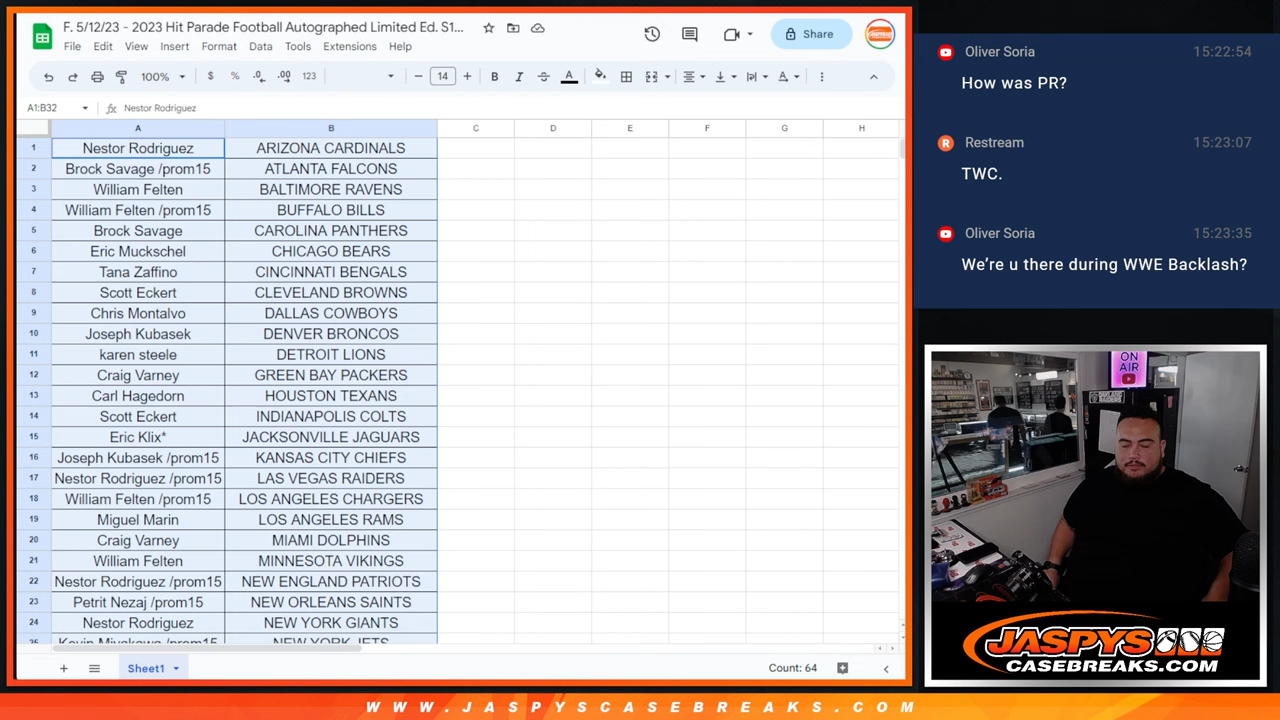 F. 5/12/23 - 2023 Hit Parade Football Autographed Limited Ed. S1...
File Edit View Insert Format Data Tools Extensions Help
Share
100% $ % .0 .00 123 14 B I A
A1:B32 fx Nestor Rodriguez
A B C D E F G H
1 Nestor Rodriguez ARIZONA CARDINALS
2 Brock Savage /prom15 ATLANTA FALCONS
3 William Felten BALTIMORE RAVENS
4 William Felten /prom15 BUFFALO BILLS
5 Brock Savage CAROLINA PANTHERS
6 Eric Muckschel CHICAGO BEARS
7 Tana Zaffino CINCINNATI BENGALS
8 Scott Eckert CLEVELAND BROWNS
9 Chris Montalvo DALLAS COWBOYS
10 Joseph Kubasek DENVER BRONCOS
11 karen steele DETROIT LIONS
12 Craig Varney GREEN BAY PACKERS
13 Carl Hagedorn HOUSTON TEXANS
14 Scott Eckert INDIANAPOLIS COLTS
15 Eric Klix* JACKSONVILLE JAGUARS
16 Joseph Kubasek /prom15 KANSAS CITY CHIEFS
17 Nestor Rodriguez /prom15 LAS VEGAS RAIDERS
18 William Felten /prom15 LOS ANGELES CHARGERS
19 Miguel Marin LOS ANGELES RAMS
20 Craig Varney MIAMI DOLPHINS
21 William Felten MINNESOTA VIKINGS
22 Nestor Rodriguez /prom15 NEW ENGLAND PATRIOTS
23 Petrit Nezaj /prom15 NEW ORLEANS SAINTS
24 Nestor Rodriguez NEW YORK GIANTS
25 Kevin Miyakawa /prom15 NEW YORK JETS
Sheet1
Count: 64
Oliver Soria 15:22:54
How was PR?
Restream 15:23:07
TWC.
Oliver Soria 15:23:35
We're u there during WWE Backlash?
ON
AIR
JASPYS
CASEBREAKS.COM
WWW.JASPYSCASEBREAKS.COM